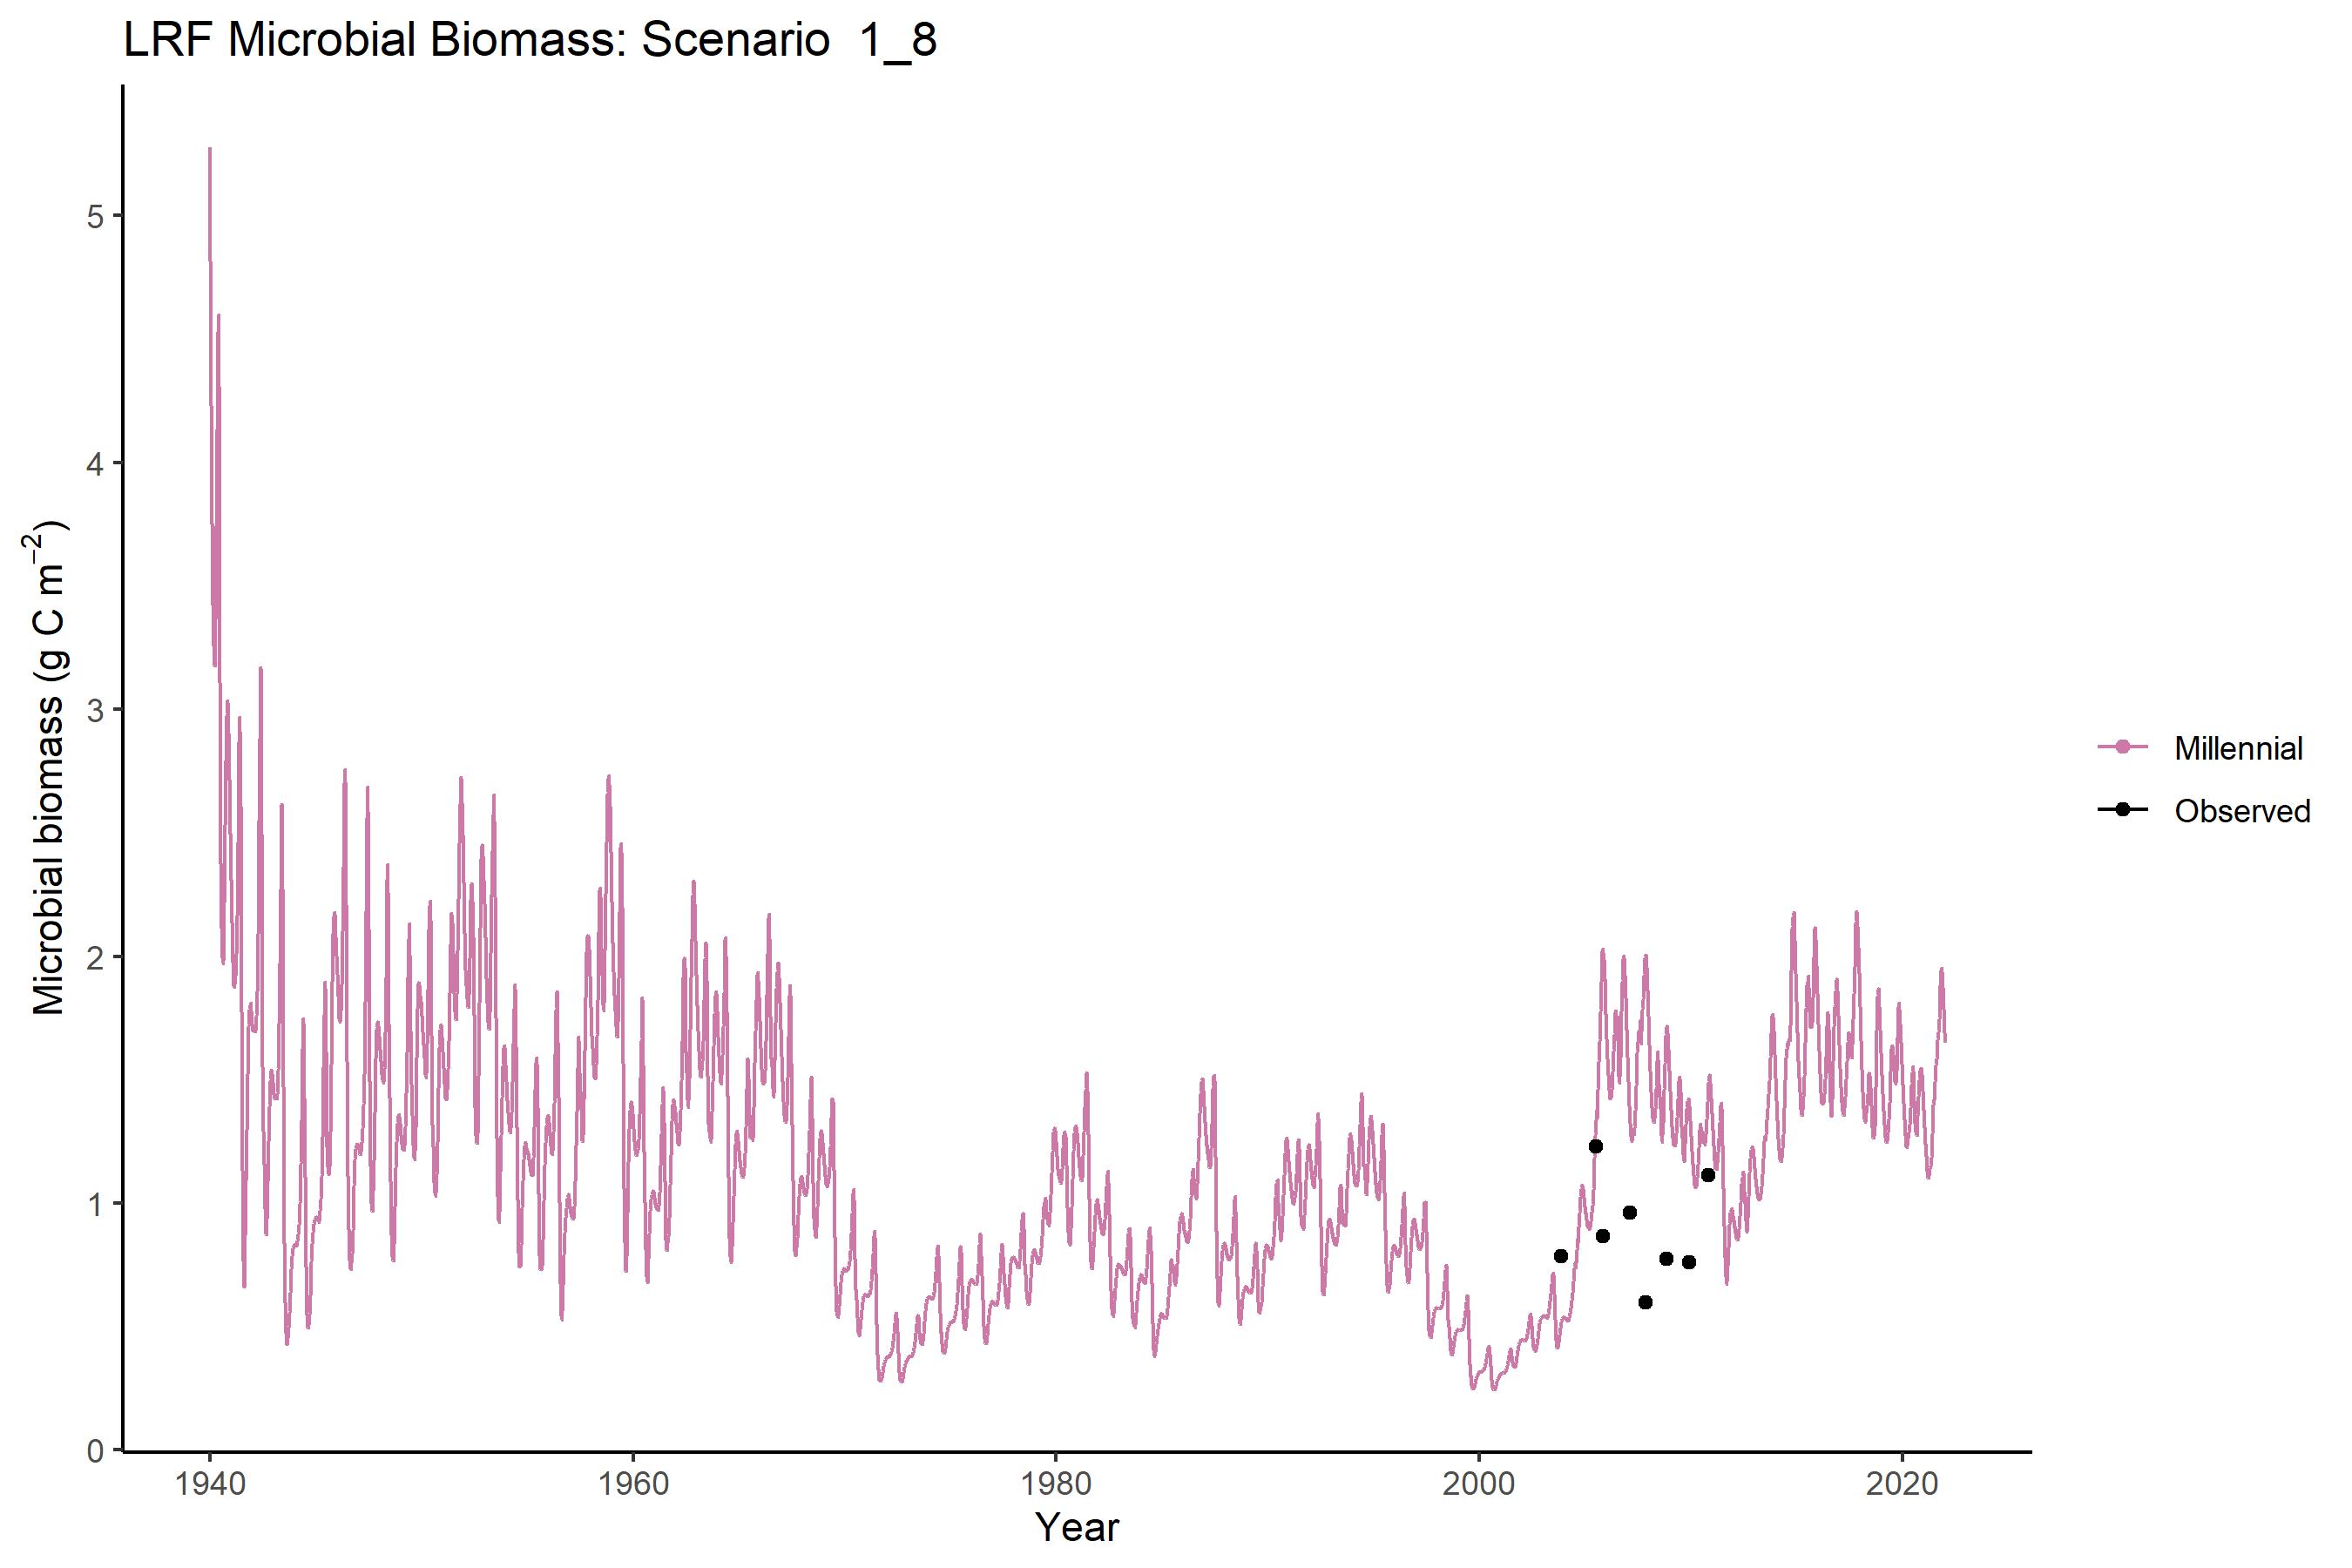 LRF Microbial Biomass: Scenario  1_8
Microbial biomass (g C m⁻²)
5
4
3
2
1
0
1940 1960 1980 2000 2020
Year
Millennial
Observed